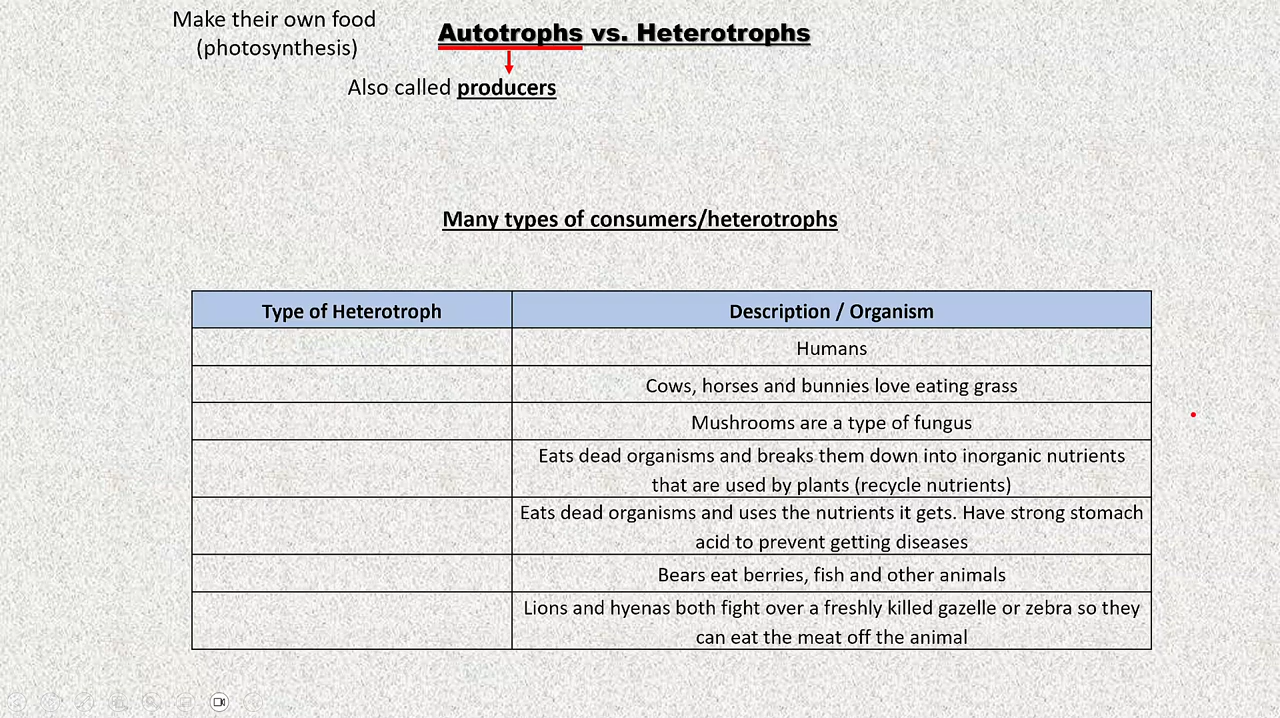 Make their own food
(photosynthesis)
Autotrophs vs. Heterotrophs
Also called producers
Many types of consumers/heterotrophs
Type of Heterotroph
Description / Organism
Humans
Cows, horses and bunnies love eating grass
Mushrooms are a type of fungus
Eats dead organisms and breaks them down into inorganic nutrients
that are used by plants (recycle nutrients)
Eats dead organisms and uses the nutrients it gets. Have strong stomach
acid to prevent getting diseases
Bears eat berries, fish and other animals
Lions and hyenas both fight over a freshly killed gazelle or zebra so they
can eat the meat off the animal